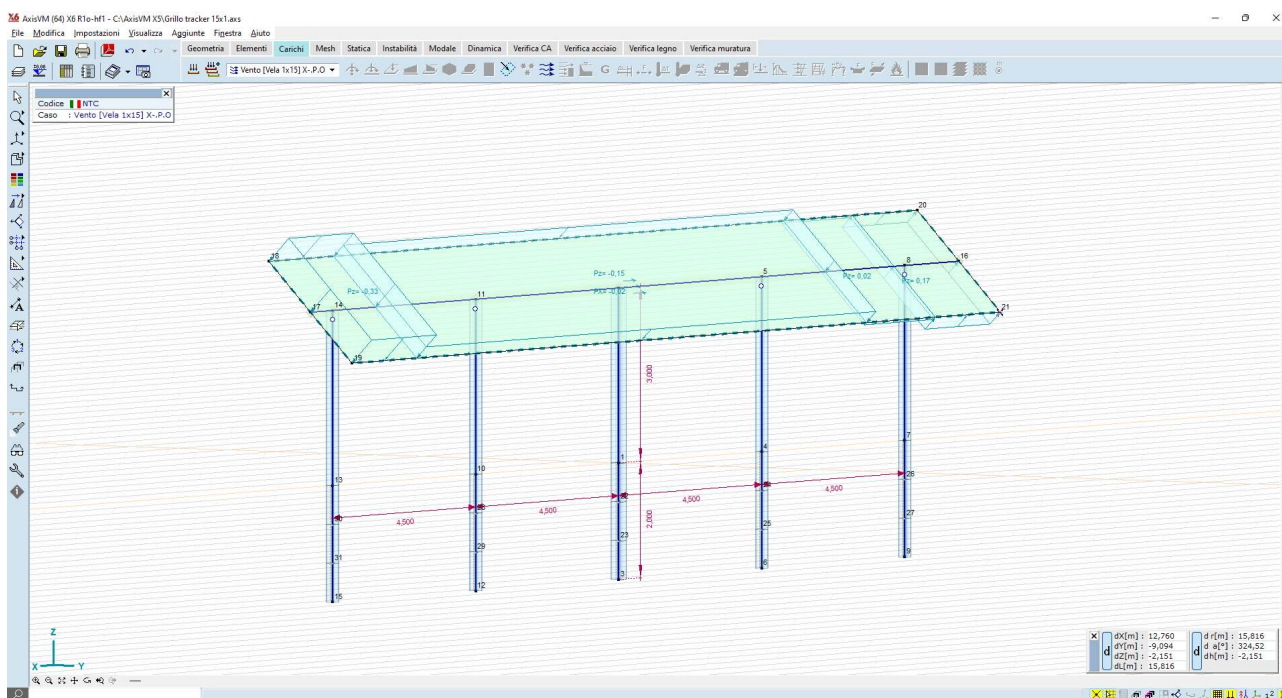 X6 AxisVM (64) X6 R1o-hf1 - C:\AxisVM X5\Grillo tracker 15x1.axs
File Modifica Impostazioni Visualizza Aggiunte Finestra Aiuto
Geometria Elementi Carichi Mesh Statica Instabilità Modale Dinamica Verifica CA Verifica acciaio Verifica legno Verifica muratura
Vento [Vela 1x15] X-.P.O
Codice NTC
Caso : Vento [Vela 1x15] X-.P.O
20
18
16
8
5
Pz= -0,15
Pz= 0,02
Pz= 0,17
Pz= -0,33
PX= -0,02
11
17 14
21
19
3,000
7
4
1
10
13
26
4,500
4,500
4,500
4,500
2,000
27
25
23
29
31
9
6
3
12
15
Z
X Y
dX[m] : 12,760
dY[m] : -9,094
dZ[m] : -2,151
dL[m] : 15,816
d r[m] : 15,816
d a[°] : 324,52
d h[m] : -2,151